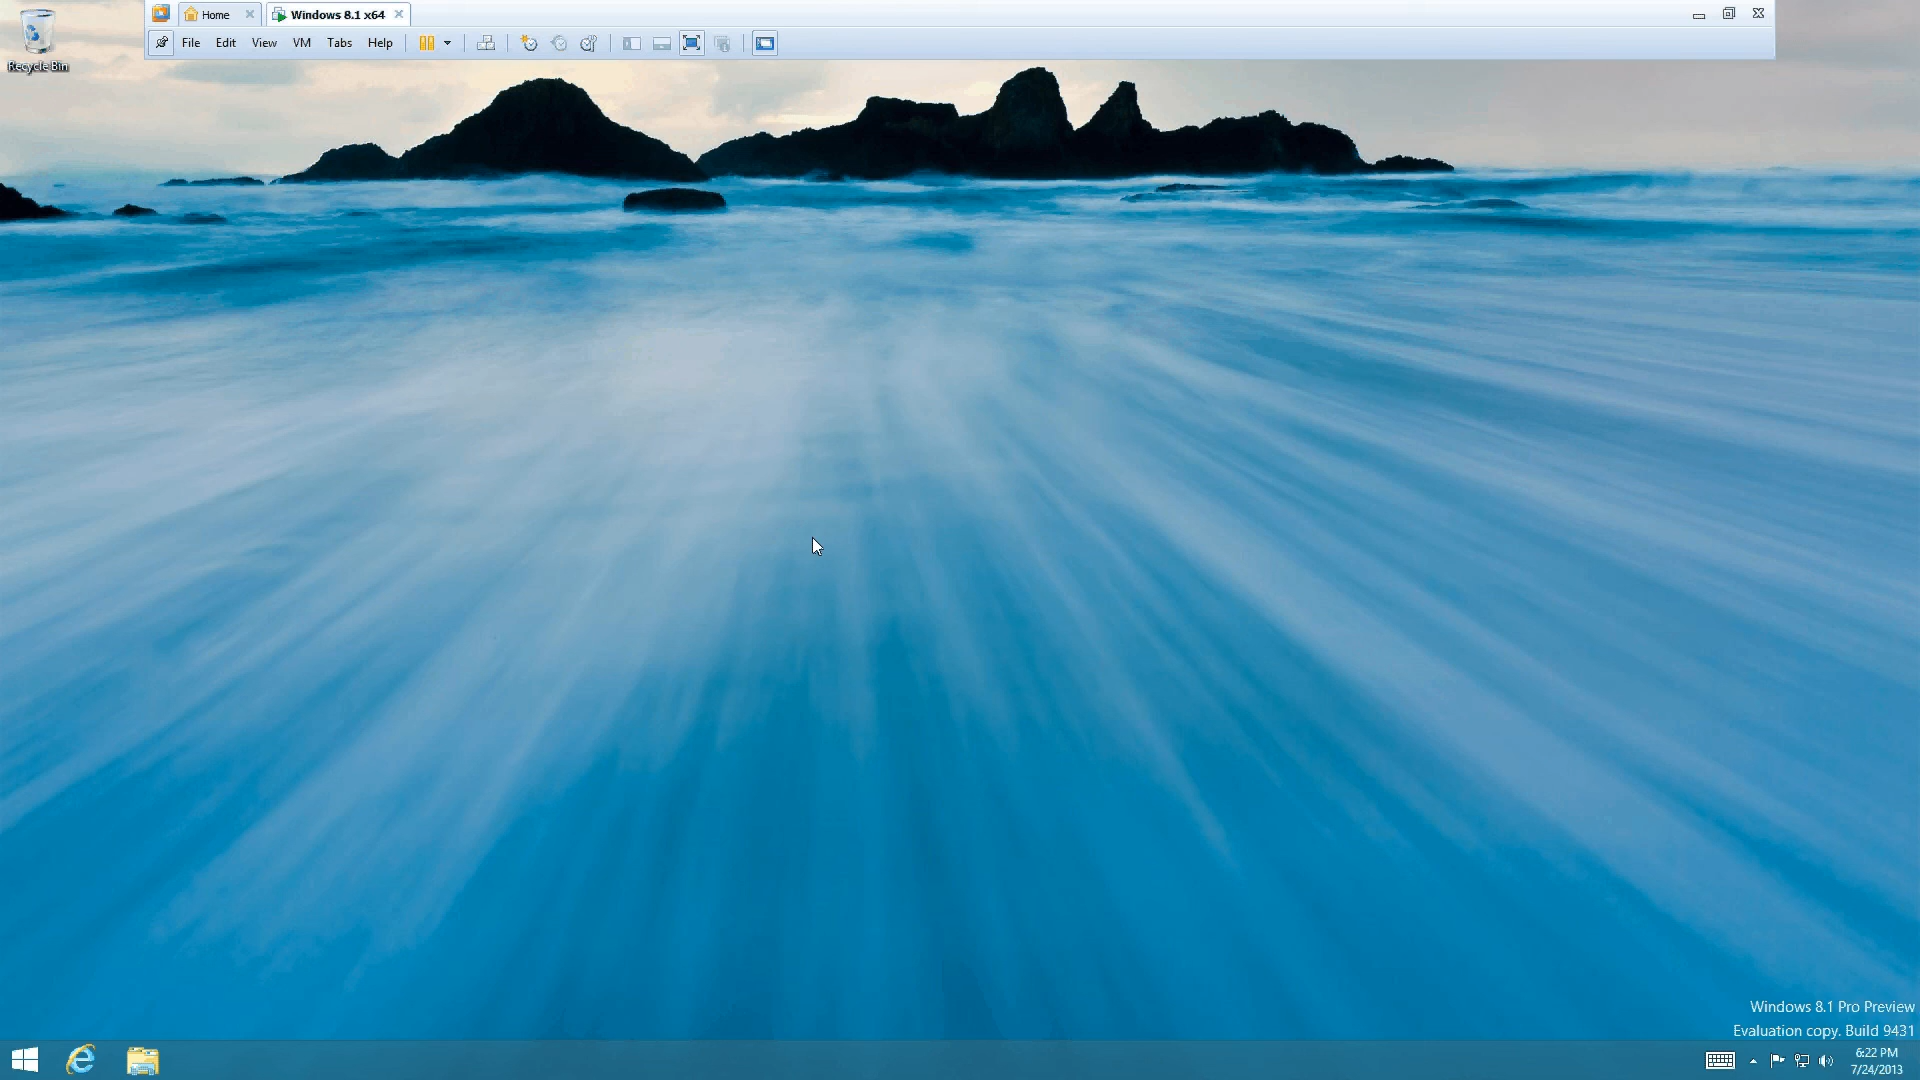 Home
Windows 8.1 x64
File Edit View VM Tabs Help
Recycle Bin
Windows 8.1 Pro Preview
Evaluation copy. Build 9431
6:22 PM
7/24/2013